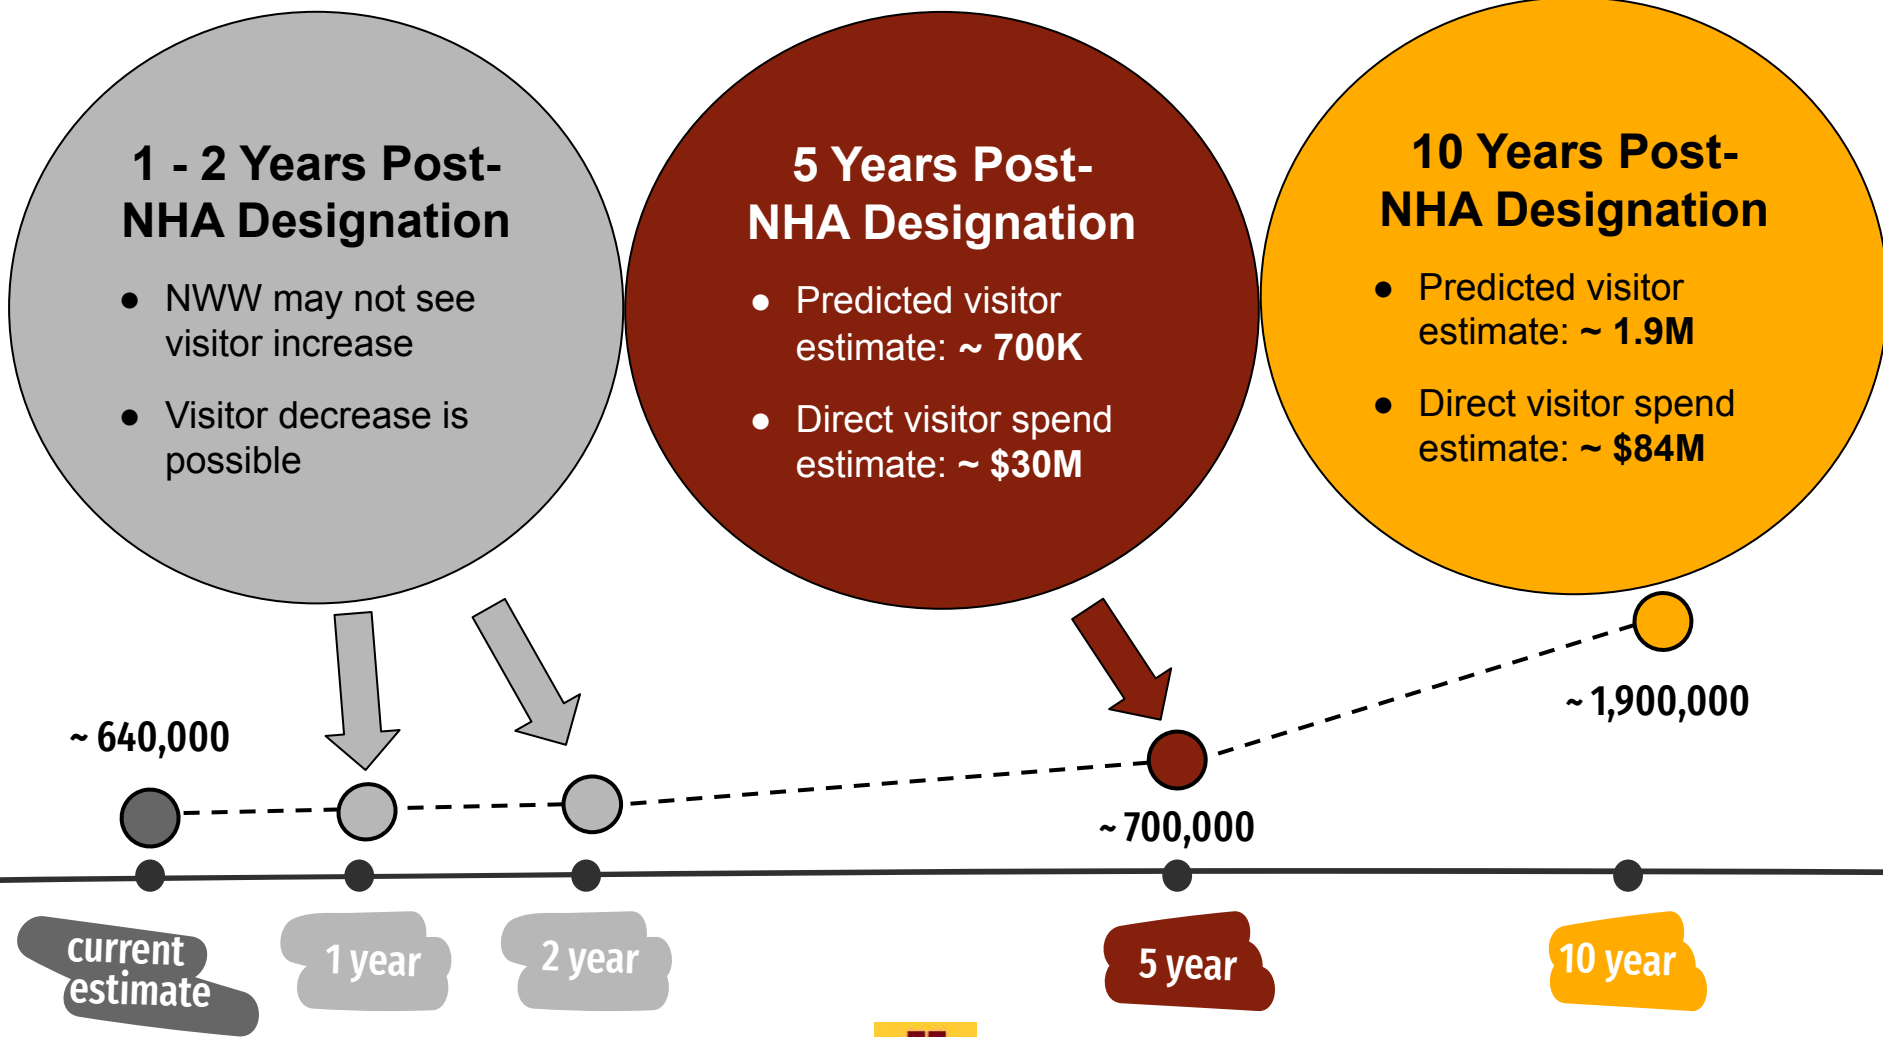 1 - 2 Years Post-
NHA Designation
● NWW may not see
visitor increase
● Visitor decrease is
possible
5 Years Post-
NHA Designation
● Predicted visitor
estimate: ~ 700K
● Direct visitor spend
estimate: ~ $30M
10 Years Post-
NHA Designation
● Predicted visitor
estimate: ~ 1.9M
● Direct visitor spend
estimate: ~ $84M
~ 640,000
~ 700,000
~ 1,900,000
current
estimate
1 year
2 year
5 year
10 year